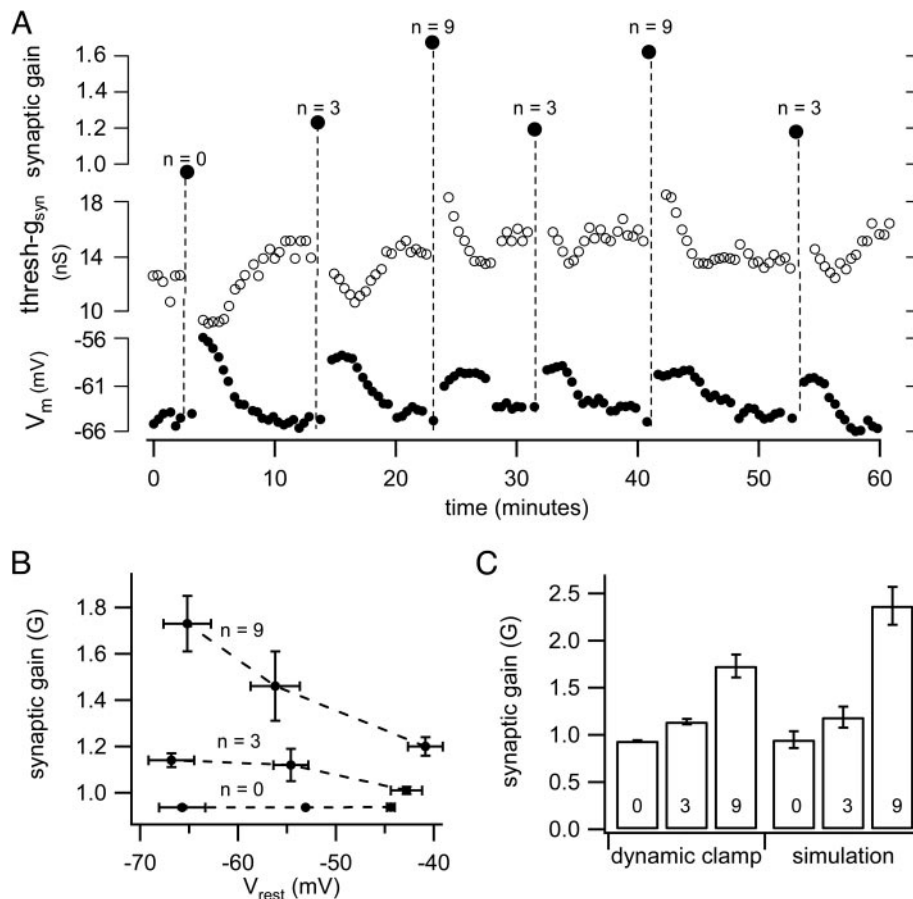 A
synaptic gain
1.6
1.4
1.2
1.0
n = 0
n = 3
n = 9
n = 3
n = 9
n = 3
thresh-gsyn
(nS)
18
14
10
Vm (mV)
-56
-61
-66
0
10
20
30
40
50
60
time (minutes)
B
synaptic gain (G)
1.8
1.6
1.4
1.2
1.0
n = 9
n = 3
n = 0
-70
-60
-50
-40
Vrest (mV)
C
synaptic gain (G)
2.5
2.0
1.5
1.0
0.5
0.0
0
3
9
0
3
9
dynamic clamp
simulation